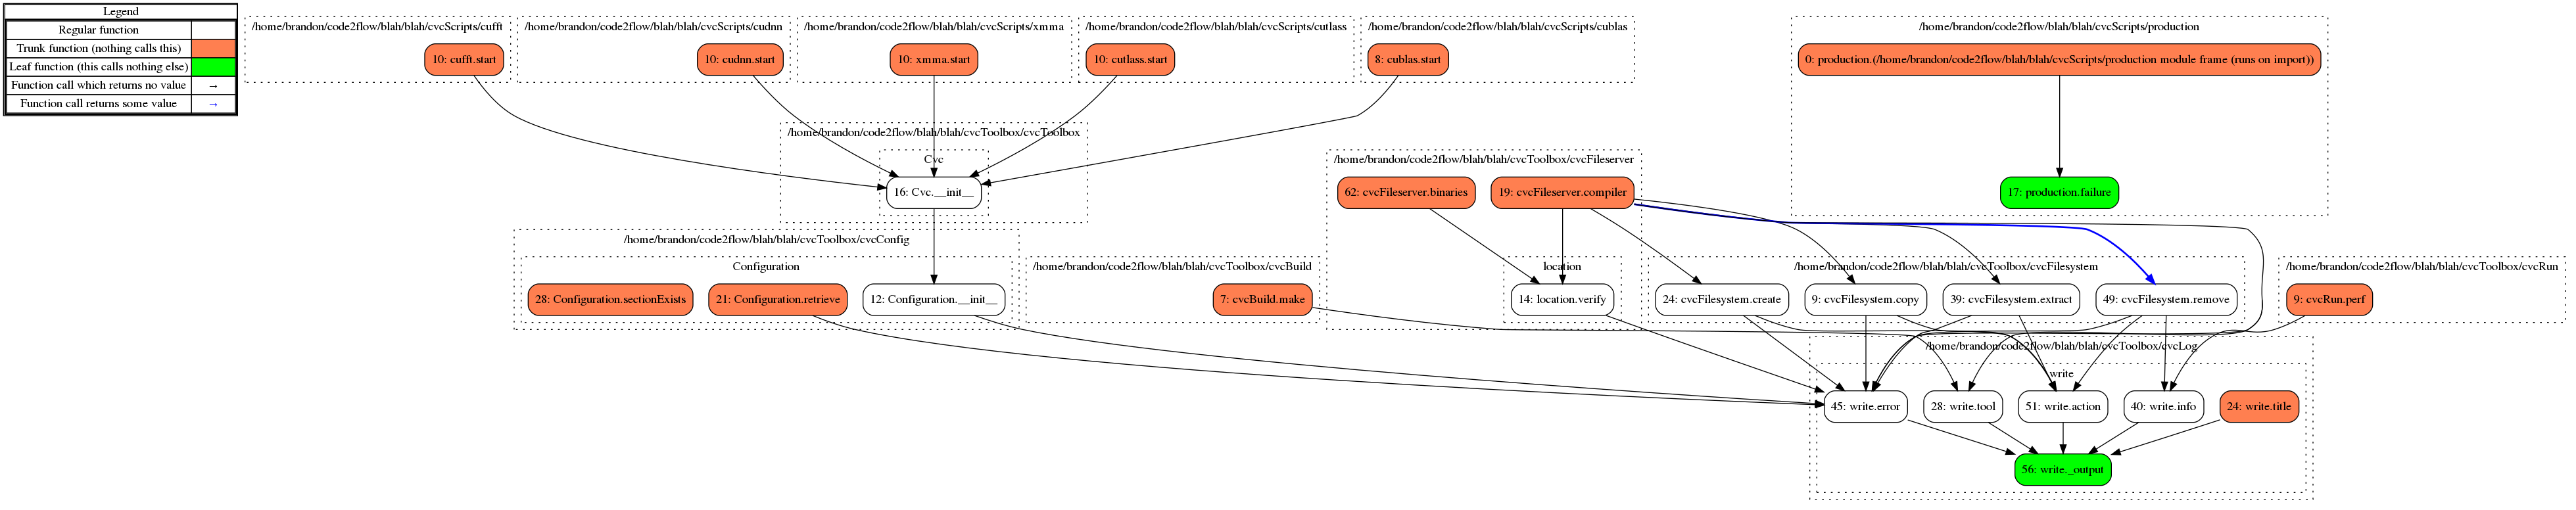 Legend
Regular function
Trunk function (nothing calls this)
Leaf function (this calls nothing else)
Function call which returns no value →
Function call returns some value →
/home/brandon/code2flow/blah/blah/cvcScripts/cufft
10: cufft.start
/home/brandon/code2flow/blah/blah/cvcScripts/cudnn
10: cudnn.start
/home/brandon/code2flow/blah/blah/cvcScripts/xmma
10: xmma.start
/home/brandon/code2flow/blah/blah/cvcScripts/cutlass
10: cutlass.start
/home/brandon/code2flow/blah/blah/cvcScripts/cublas
8: cublas.start
/home/brandon/code2flow/blah/blah/cvcScripts/production
0: production.(/home/brandon/code2flow/blah/blah/cvcScripts/production module frame (runs on import))
17: production.failure
/home/brandon/code2flow/blah/blah/cvcToolbox/cvcToolbox
Cvc
16: Cvc.__init__
/home/brandon/code2flow/blah/blah/cvcToolbox/cvcFileserver
62: cvcFileserver.binaries
19: cvcFileserver.compiler
location
14: location.verify
/home/brandon/code2flow/blah/blah/cvcToolbox/cvcConfig
Configuration
28: Configuration.sectionExists
21: Configuration.retrieve
12: Configuration.__init__
/home/brandon/code2flow/blah/blah/cvcToolbox/cvcBuild
7: cvcBuild.make
/home/brandon/code2flow/blah/blah/cvcToolbox/cvcFilesystem
24: cvcFilesystem.create
9: cvcFilesystem.copy
39: cvcFilesystem.extract
49: cvcFilesystem.remove
/home/brandon/code2flow/blah/blah/cvcToolbox/cvcRun
9: cvcRun.perf
/home/brandon/code2flow/blah/blah/cvcToolbox/cvcLog
write
45: write.error
28: write.tool
51: write.action
40: write.info
24: write.title
56: write._output